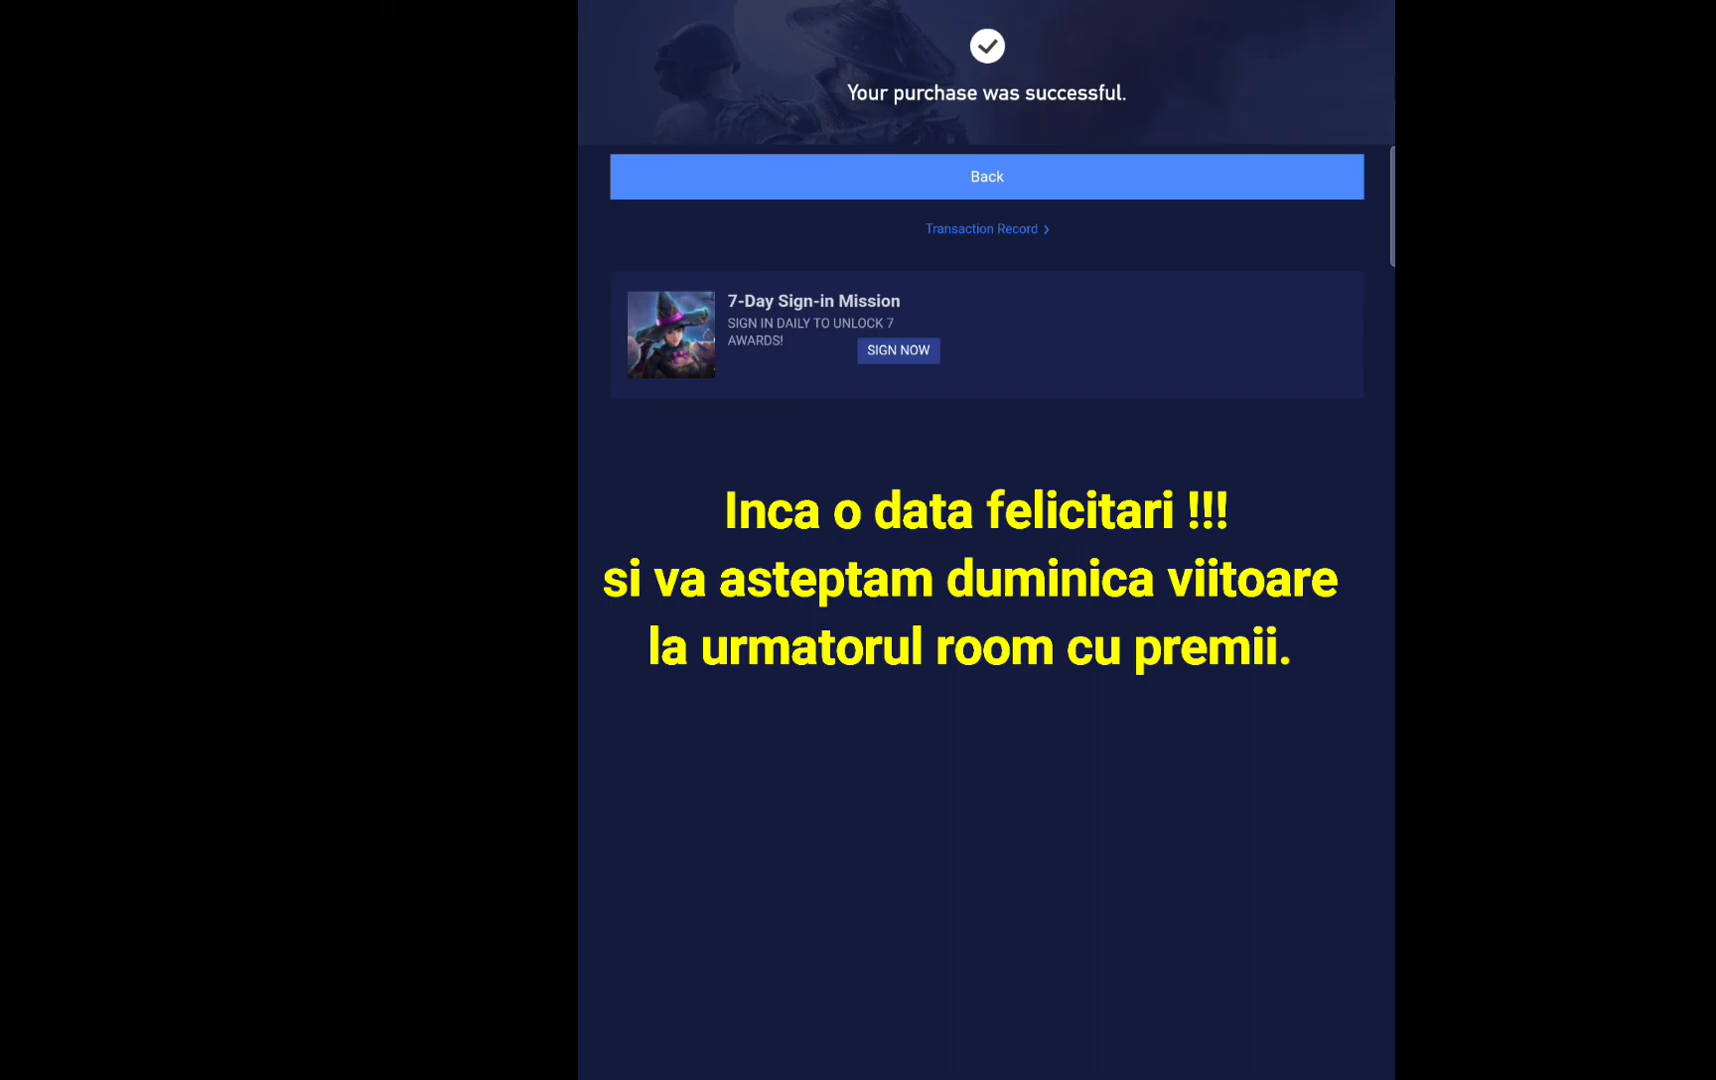 Your purchase was successful.
Back
Transaction Record >
7-Day Sign-in Mission
SIGN IN DAILY TO UNLOCK 7
AWARDS!
SIGN NOW
Inca o data felicitari !!!
si va asteptam duminica viitoare
la urmatorul room cu premii.